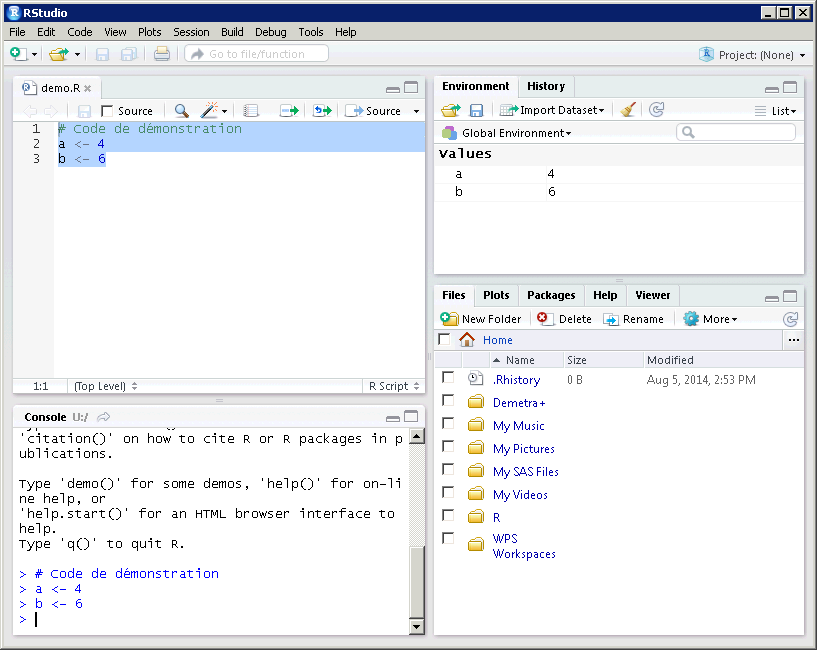 RStudio
File Edit Code View Plots Session Build Debug Tools Help
Go to file/function Project: (None)
demo.R
Source Source
1 # Code de démonstration
2 a <- 4
3 b <- 6
1:1 (Top Level) R Script
Console U:/
'citation()' on how to cite R or R packages in p
ublications.
Type 'demo()' for some demos, 'help()' for on-li
ne help, or
'help.start()' for an HTML browser interface to
help.
Type 'q()' to quit R.
> # Code de démonstration
> a <- 4
> b <- 6
>
Environment History
Import Dataset List
Global Environment
Values
a 4
b 6
Files Plots Packages Help Viewer
New Folder Delete Rename More
Home ...
Name Size Modified
.Rhistory 0 B Aug 5, 2014, 2:53 PM
Demetra+
My Music
My Pictures
My SAS Files
My Videos
R
WPS
Workspaces